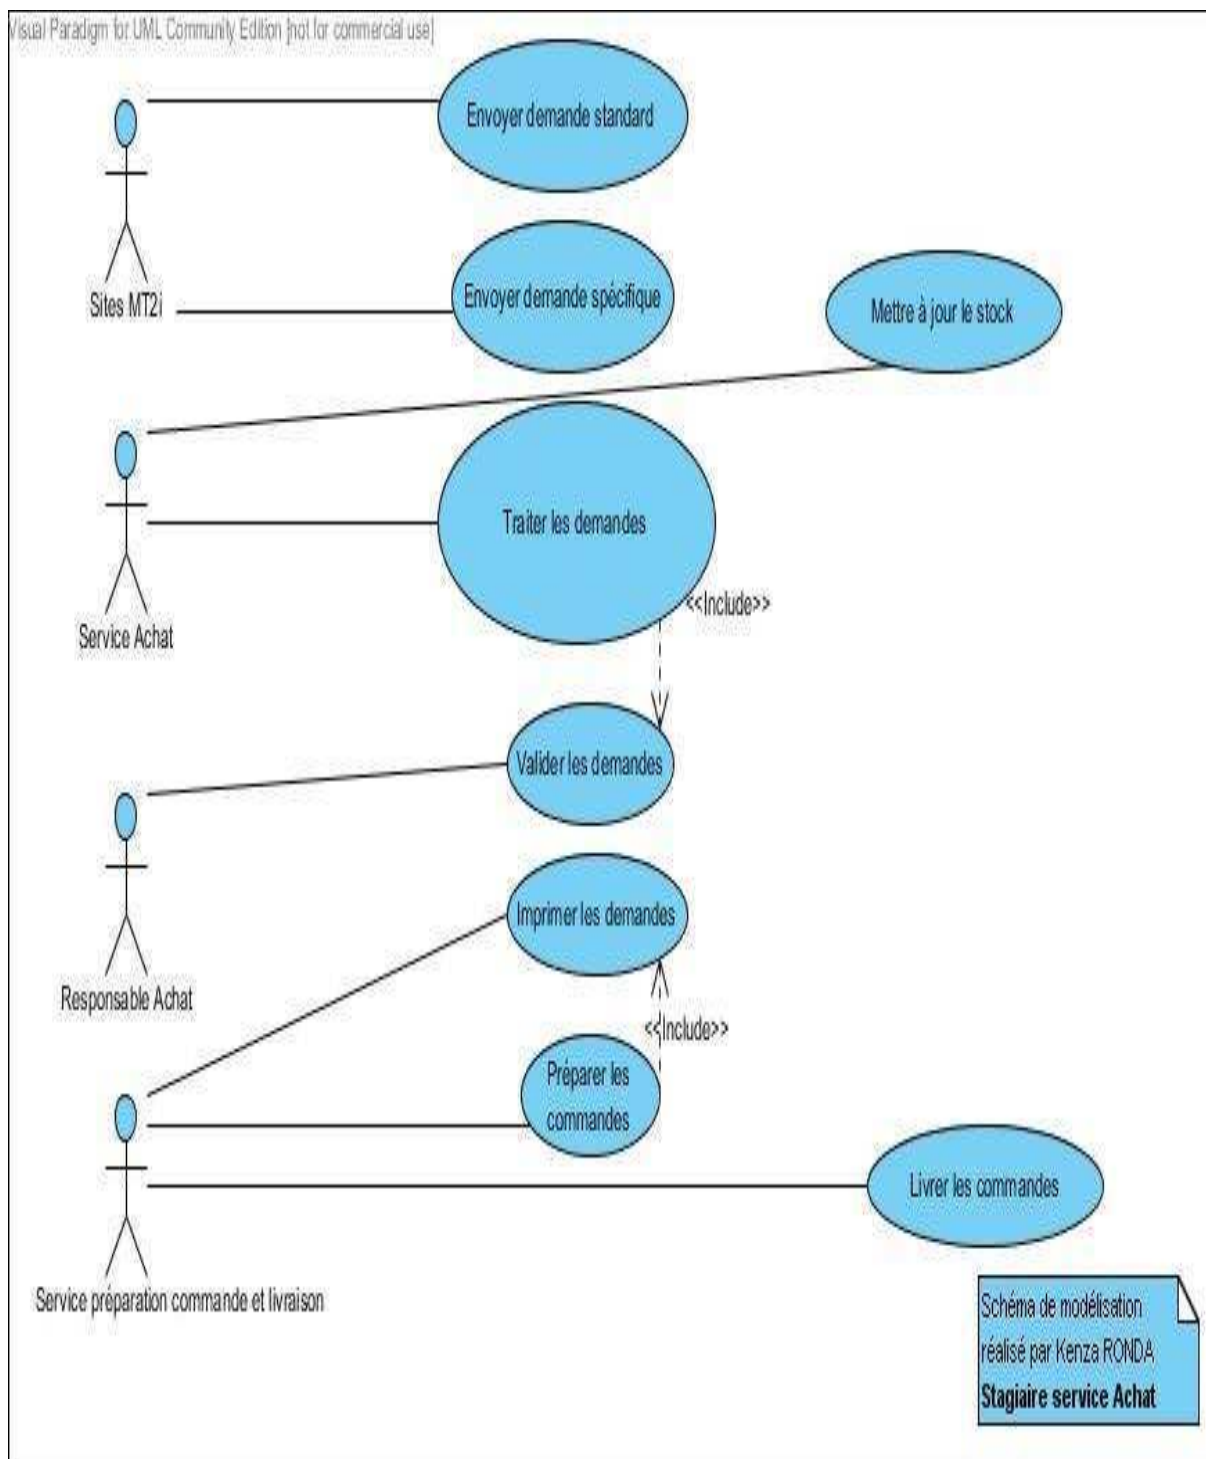 Visual Paradigm for UML Community Edition [not for commercial use]
Envoyer demande standard
Sites MT2i
Envoyer demande spécifique
Mettre à jour le stock
Traiter les demandes
Service Achat
<<Include>>
Valider les demandes
Imprimer les demandes
Responsable Achat
<<Include>>
Préparer les
commandes
Livrer les commandes
Service préparation commande et livraison
Schéma de modélisation
réalisé par Kenza RONDA
Stagiaire service Achat